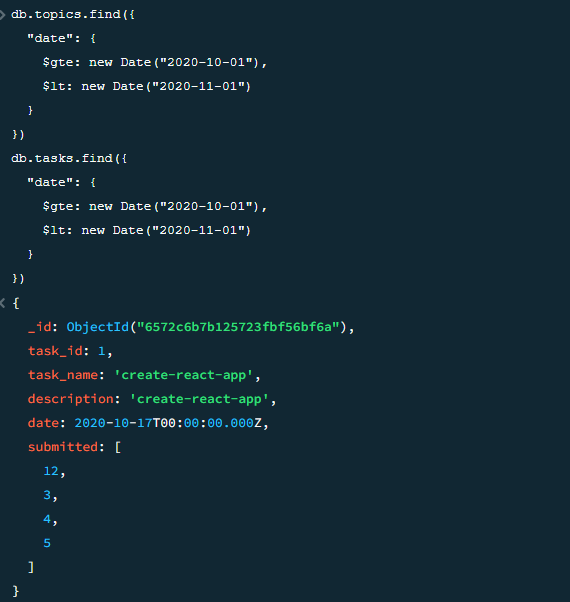 > db.topics.find({
"date": {
$gte: new Date("2020-10-01"),
$lt: new Date("2020-11-01")
}
})
db.tasks.find({
"date": {
$gte: new Date("2020-10-01"),
$lt: new Date("2020-11-01")
}
})
< {
_id: ObjectId("6572c6b7b125723fbf56bf6a"),
task_id: 1,
task_name: 'create-react-app',
description: 'create-react-app',
date: 2020-10-17T00:00:00.000Z,
submitted: [
12,
3,
4,
5
]
}